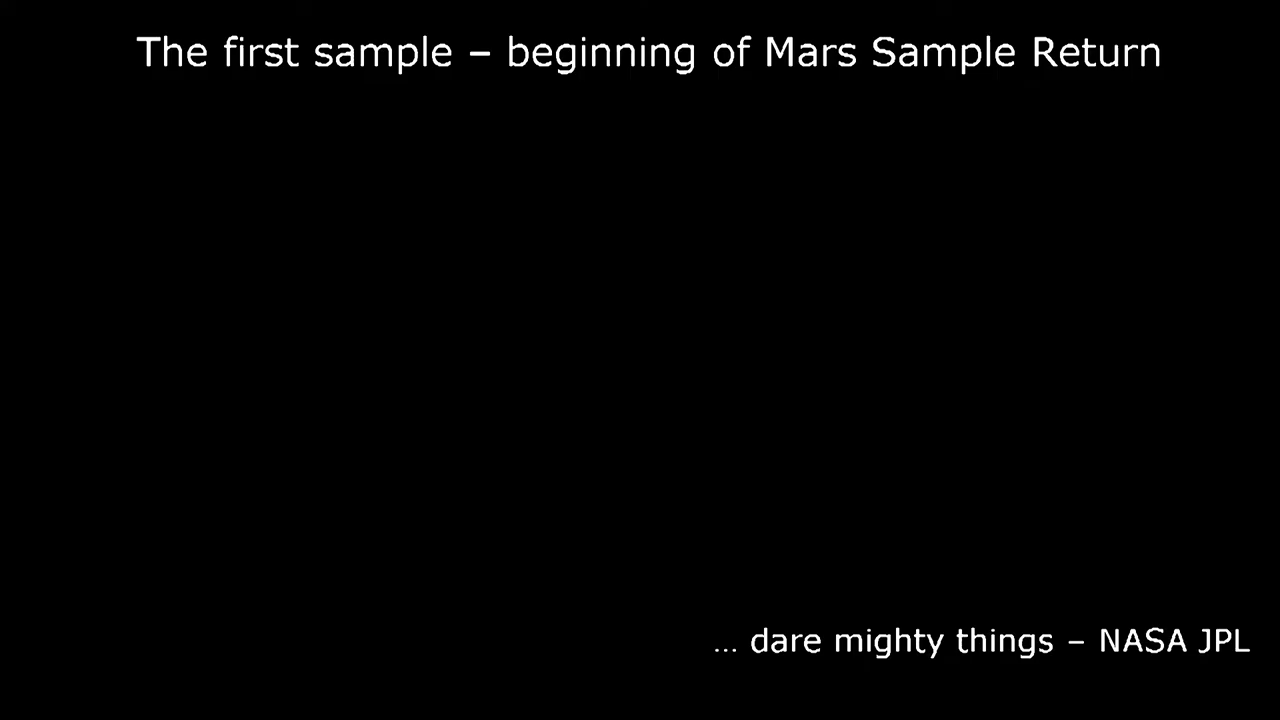 The first sample – beginning of Mars Sample Return
... dare mighty things – NASA JPL